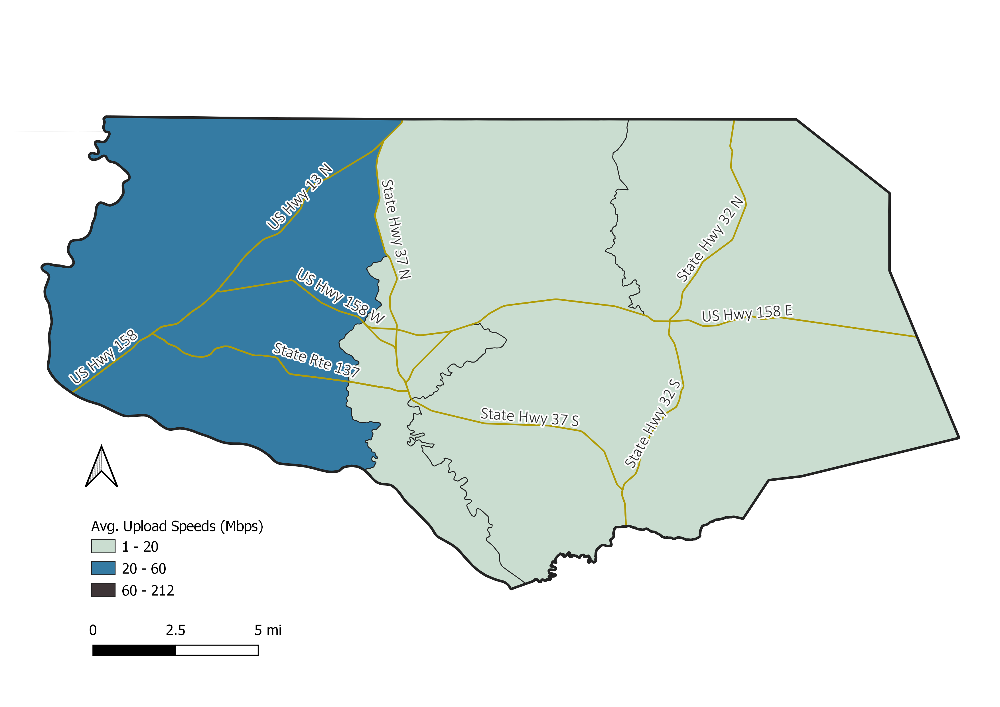 US Hwy 13 N
State Hwy 37 N
State Hwy 32 N
US Hwy 158 W
US Hwy 158 E
US Hwy 158
State Rte 137
State Hwy 37 S
State Hwy 32 S
Avg. Upload Speeds (Mbps)
1 - 20
20 - 60
60 - 212
0 2.5 5 mi